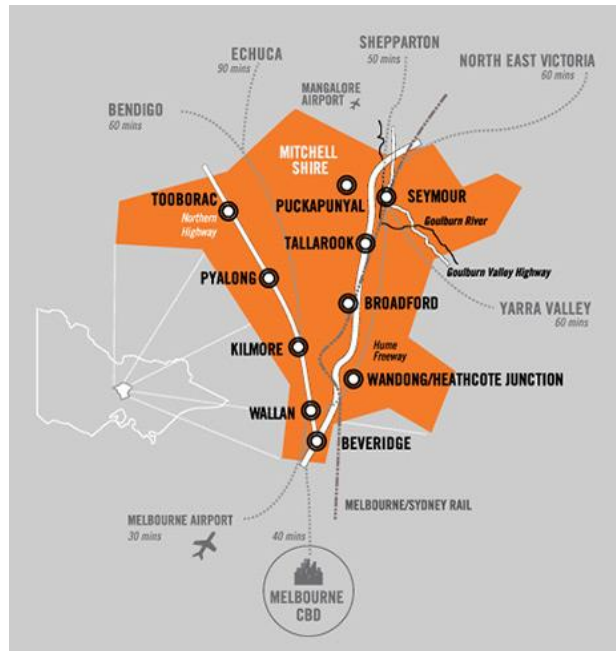 ECHUCA
90 mins
SHEPPARTON
50 mins
NORTH EAST VICTORIA
60 mins
MANGALORE
AIRPORT
BENDIGO
60 mins
MITCHELL
SHIRE
PUCKAPUNYAL
SEYMOUR
TOOBORAC
Northern
Highway
Goulburn River
TALLAROOK
Goulburn Valley Highway
PYALONG
BROADFORD
YARRA VALLEY
60 mins
KILMORE
Hume
Freeway
WANDONG/HEATHCOTE JUNCTION
WALLAN
BEVERIDGE
MELBOURNE/SYDNEY RAIL
MELBOURNE AIRPORT
30 mins
40 mins
MELBOURNE
CBD